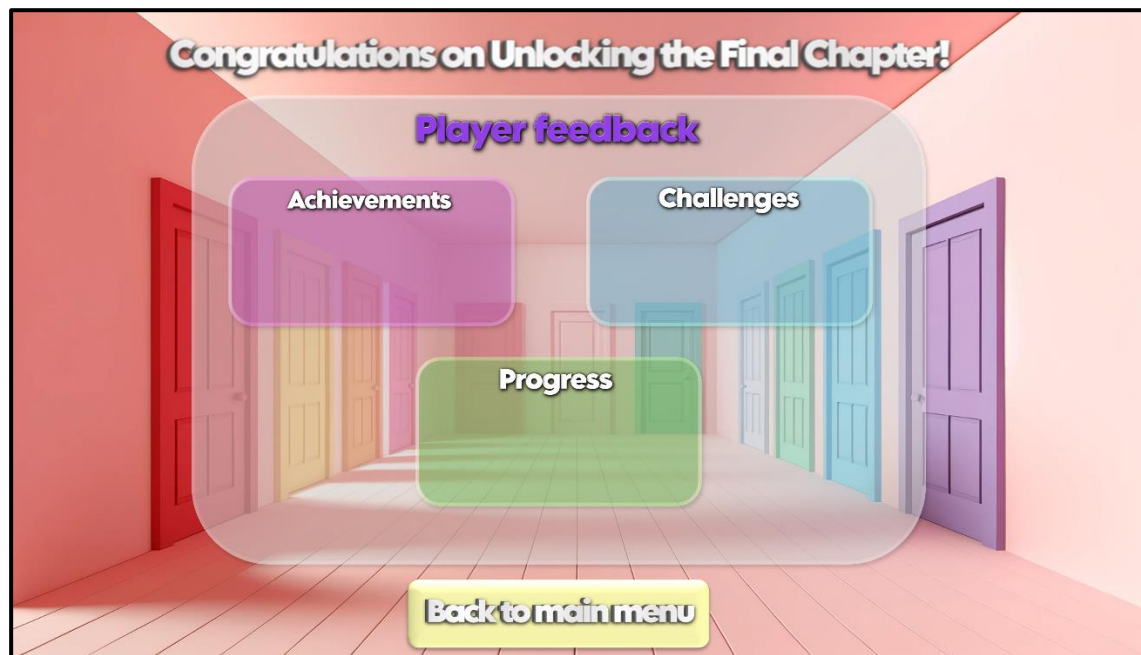 Congratulations on Unlocking the Final Chapter!
Player feedback
Achievements
Challenges
Progress
Back to main menu